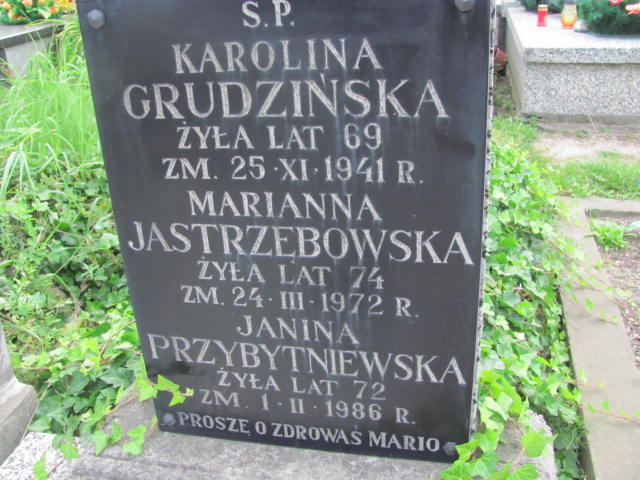 Ś.P.
KAROLINA
GRUDZIŃSKA
ŻYŁA LAT 69
ZM. 25·XI·1941 R.
MARIANNA
JASTRZEBOWSKA
ŻYŁA LAT 74
ZM. 24·III·1972 R.
JANINA
PRZYBYTNIEWSKA
ŻYŁA LAT 72
ZM. 1·II·1986 R.
PROSZĘ O ZDROWAŚ MARIO